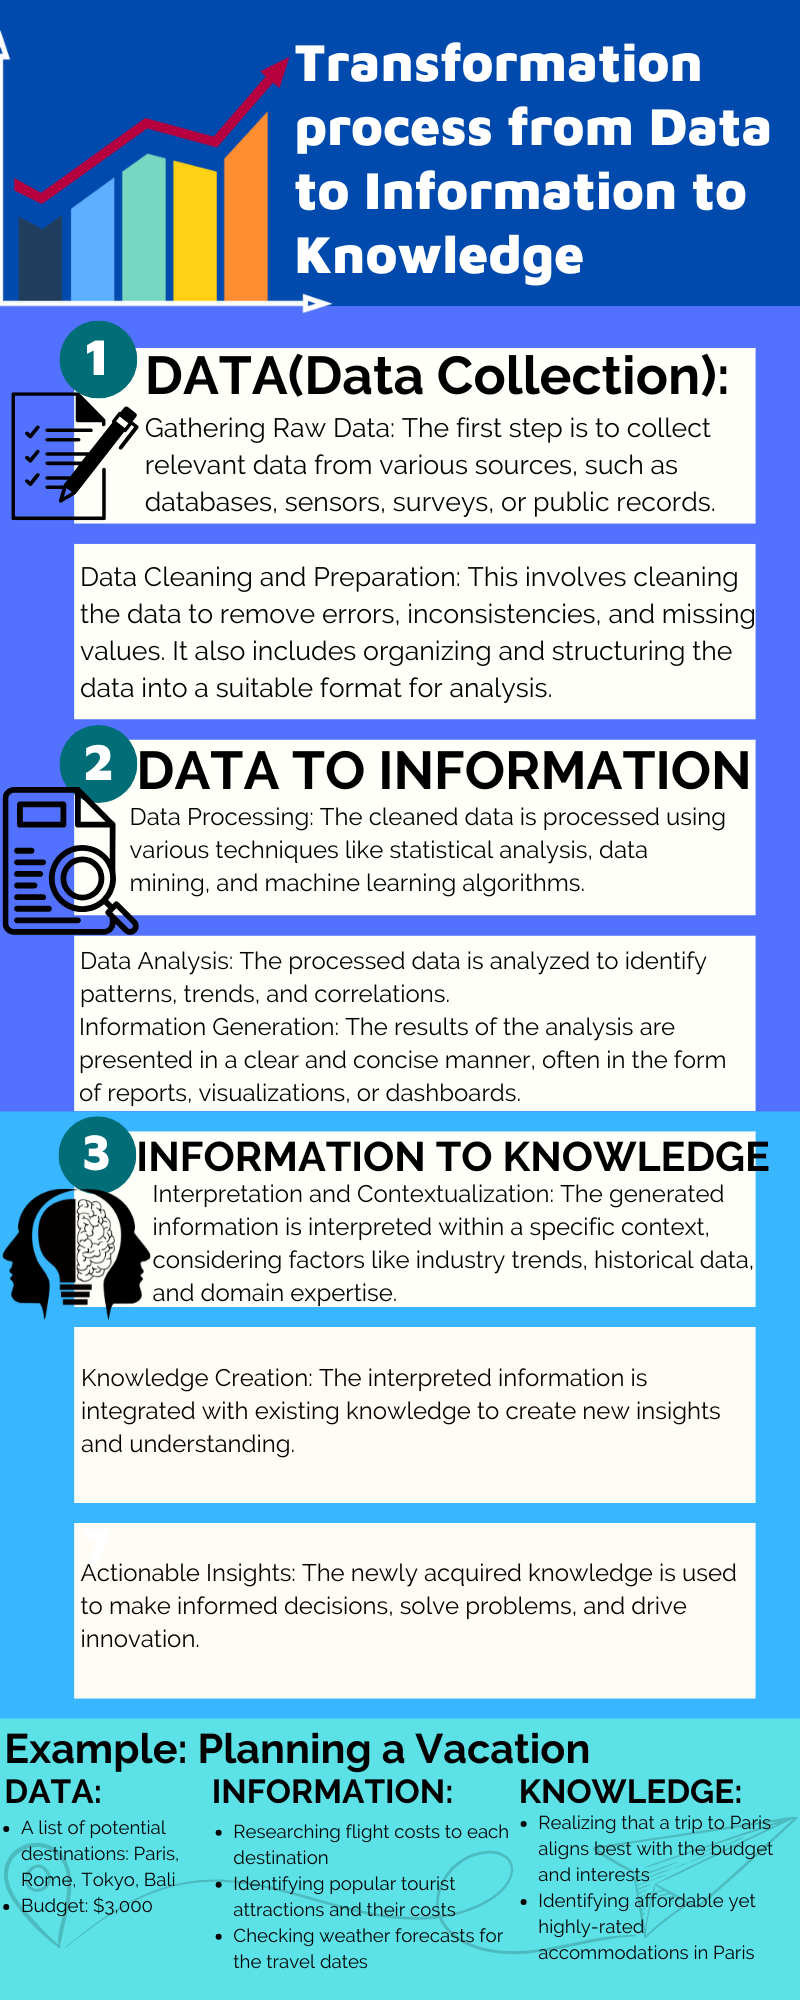 Transformation
process from Data
to Information to
Knowledge
1
DATA(Data Collection):
Gathering Raw Data: The first step is to collect
relevant data from various sources, such as
databases, sensors, surveys, or public records.
Data Cleaning and Preparation: This involves cleaning
the data to remove errors, inconsistencies, and missing
values. It also includes organizing and structuring the
data into a suitable format for analysis.
2
DATA TO INFORMATION
Data Processing: The cleaned data is processed using
various techniques like statistical analysis, data
mining, and machine learning algorithms.
Data Analysis: The processed data is analyzed to identify
patterns, trends, and correlations.
Information Generation: The results of the analysis are
presented in a clear and concise manner, often in the form
of reports, visualizations, or dashboards.
3
INFORMATION TO KNOWLEDGE
Interpretation and Contextualization: The generated
information is interpreted within a specific context,
considering factors like industry trends, historical data,
and domain expertise.
Knowledge Creation: The interpreted information is
integrated with existing knowledge to create new insights
and understanding.
7
Actionable Insights: The newly acquired knowledge is used
to make informed decisions, solve problems, and drive
innovation.
Example: Planning a Vacation
DATA:
• A list of potential
destinations: Paris,
Rome, Tokyo, Bali
• Budget: $3,000
INFORMATION:
• Researching flight costs to each
destination
• Identifying popular tourist
attractions and their costs
• Checking weather forecasts for
the travel dates
KNOWLEDGE:
• Realizing that a trip to Paris
aligns best with the budget
and interests
• Identifying affordable yet
highly-rated
accommodations in Paris